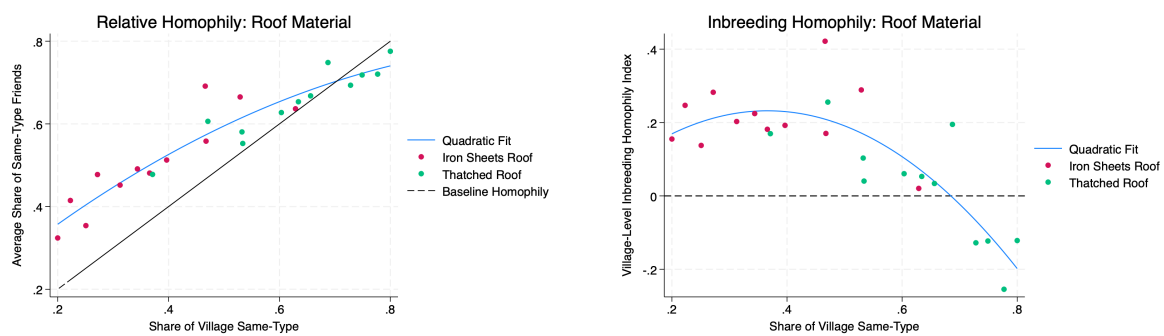 Relative Homophily: Roof Material
Average Share of Same-Type Friends
.8
.6
.4
.2
.2 .4 .6 .8
Share of Village Same-Type
Quadratic Fit
Iron Sheets Roof
Thatched Roof
Baseline Homophily
Inbreeding Homophily: Roof Material
Village-Level Inbreeding Homophily Index
.4
.2
0
-.2
.2 .4 .6 .8
Share of Village Same-Type
Quadratic Fit
Iron Sheets Roof
Thatched Roof